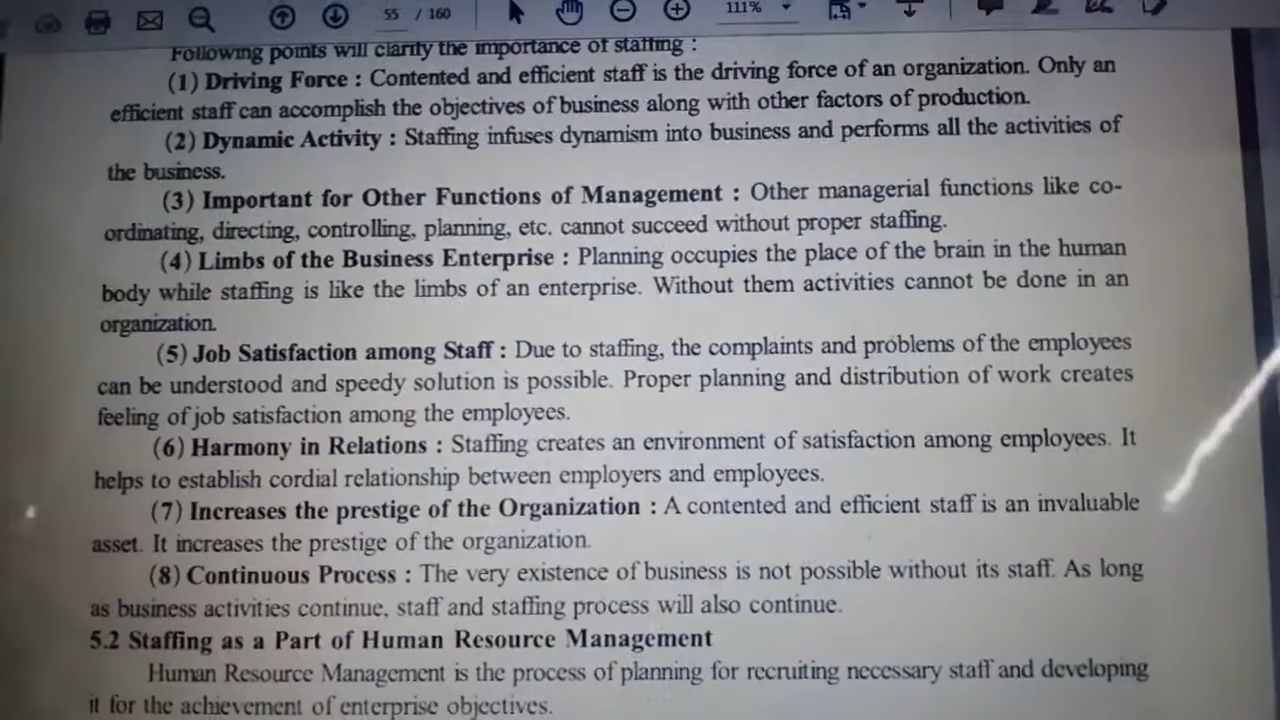 55 / 160
111%
Following points will clarify the importance of staffing :
(1) Driving Force : Contented and efficient staff is the driving force of an organization. Only an
efficient staff can accomplish the objectives of business along with other factors of production.
(2) Dynamic Activity : Staffing infuses dynamism into business and performs all the activities of
the business.
(3) Important for Other Functions of Management : Other managerial functions like co-
ordinating, directing, controlling, planning, etc. cannot succeed without proper staffing.
(4) Limbs of the Business Enterprise : Planning occupies the place of the brain in the human
body while staffing is like the limbs of an enterprise. Without them activities cannot be done in an
organization.
(5) Job Satisfaction among Staff : Due to staffing, the complaints and problems of the employees
can be understood and speedy solution is possible. Proper planning and distribution of work creates
feeling of job satisfaction among the employees.
(6) Harmony in Relations : Staffing creates an environment of satisfaction among employees. It
helps to establish cordial relationship between employers and employees.
(7) Increases the prestige of the Organization : A contented and efficient staff is an invaluable
asset. It increases the prestige of the organization.
(8) Continuous Process : The very existence of business is not possible without its staff. As long
as business activities continue, staff and staffing process will also continue.
5.2 Staffing as a Part of Human Resource Management
Human Resource Management is the process of planning for recruiting necessary staff and developing
it for the achievement of enterprise objectives.